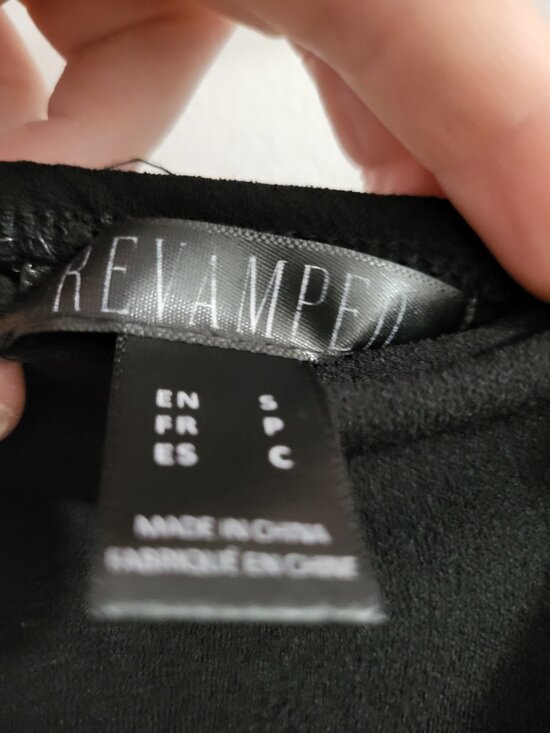 REVAMPED
EN S
FR P
ES C
MADE IN CHINA
FABRIQUÉ EN CHINE